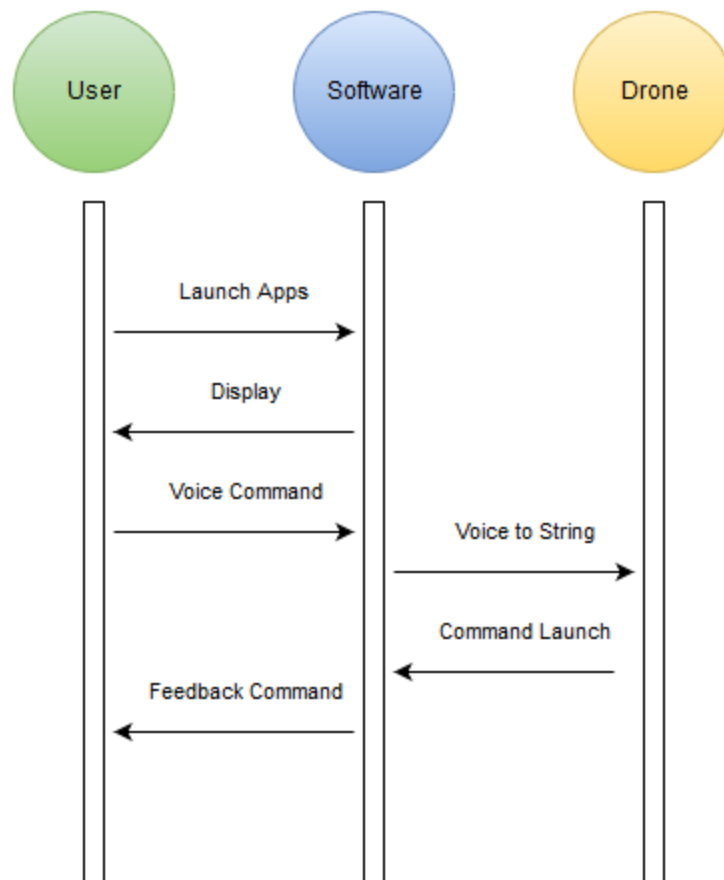 User
Software
Drone
Launch Apps
Display
Voice Command
Voice to String
Command Launch
Feedback Command